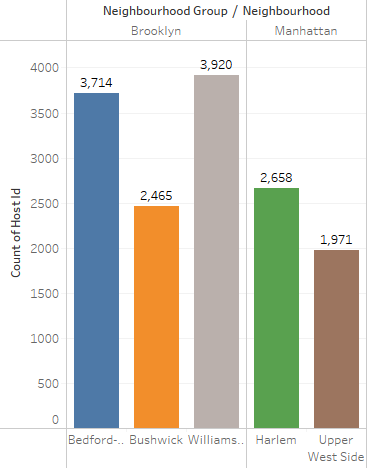 Neighbourhood Group / Neighbourhood
Brooklyn
Manhattan
Count of Host Id
4000
3500
3000
2500
2000
1500
1000
500
0
3,714
2,465
3,920
2,658
1,971
Bedford-..
Bushwick
Williams..
Harlem
Upper
West Side